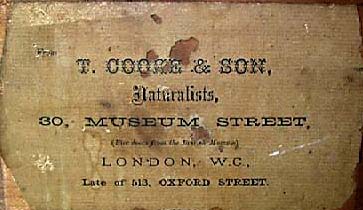 From
T. COOKE & SON,
Naturalists,
30, MUSEUM STREET,
(Five doors from the British Museum)
LONDON, W.C.,
Late of 513, OXFORD STREET.